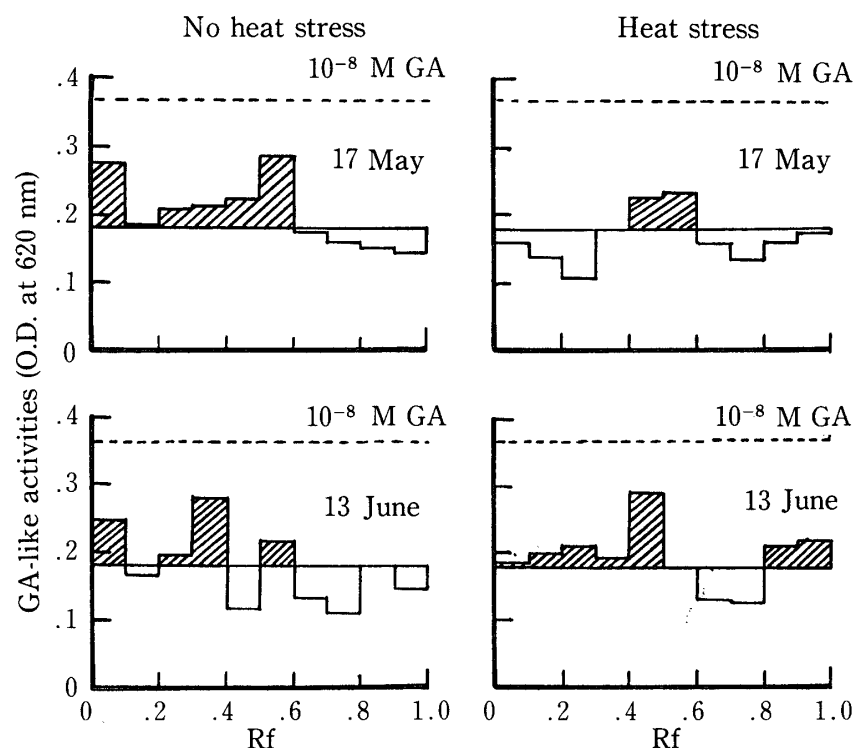 No heat stress
Heat stress
GA-like activities (O.D. at 620 nm)
.4
.3
.2
.1
0
10⁻⁸ M GA
17 May
10⁻⁸ M GA
17 May
.4
.3
.2
.1
0
10⁻⁸ M GA
13 June
10⁻⁸ M GA
13 June
0 .2 .4 .6 .8 1.0
Rf
0 .2 .4 .6 .8 1.0
Rf